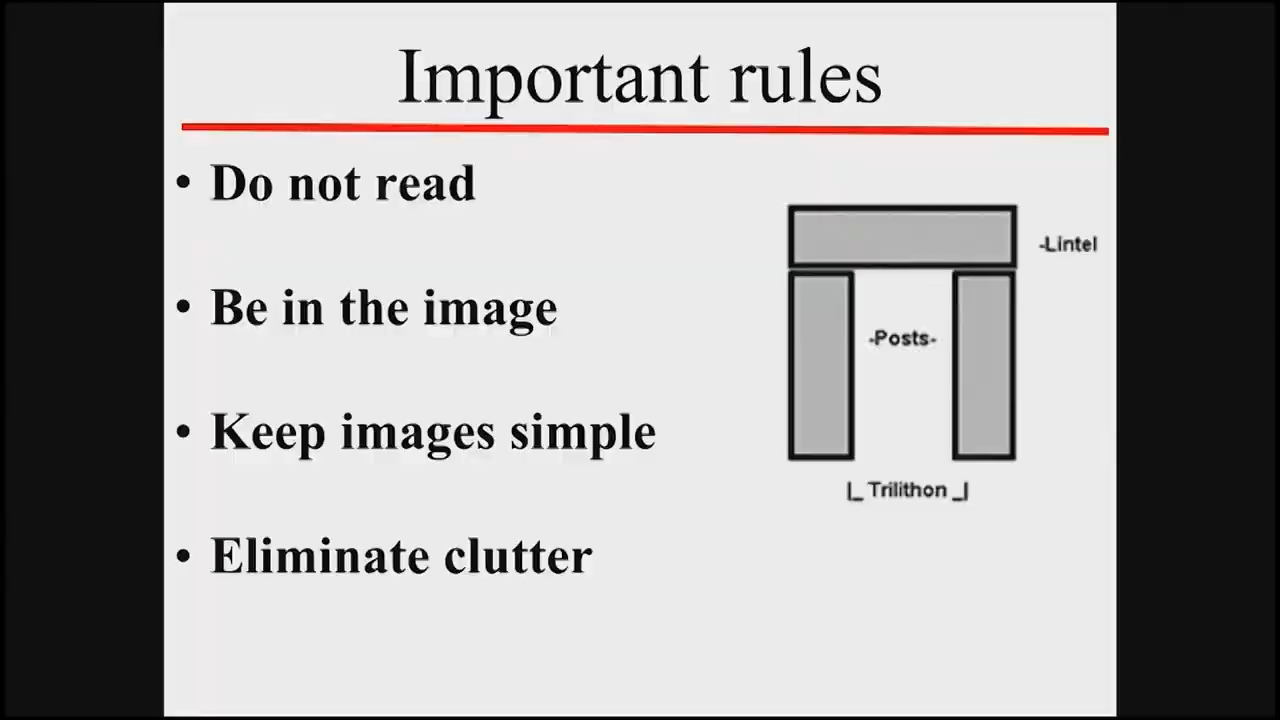 Important rules
• Do not read
• Be in the image
• Keep images simple
• Eliminate clutter
-Lintel
-Posts-
|_ Trilithon _|